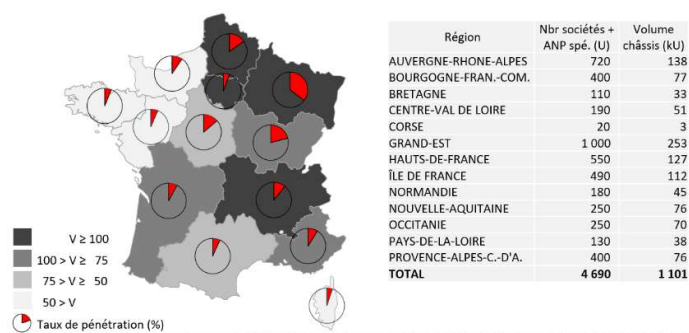 V ≥ 100
100 > V ≥ 75
75 > V ≥ 50
50 > V
Taux de pénétration (%)
Région Nbr sociétés + ANP spé. (U) Volume châssis (kU)
AUVERGNE-RHONE-ALPES 720 138
BOURGOGNE-FRAN.-COM. 400 77
BRETAGNE 110 33
CENTRE-VAL DE LOIRE 190 51
CORSE 20 3
GRAND-EST 1 000 253
HAUTS-DE-FRANCE 550 127
ÎLE DE FRANCE 490 112
NORMANDIE 180 45
NOUVELLE-AQUITAINE 250 76
OCCITANIE 250 70
PAYS-DE-LA-LOIRE 130 38
PROVENCE-ALPES-C.-D'A. 400 76
TOTAL 4 690 1 101